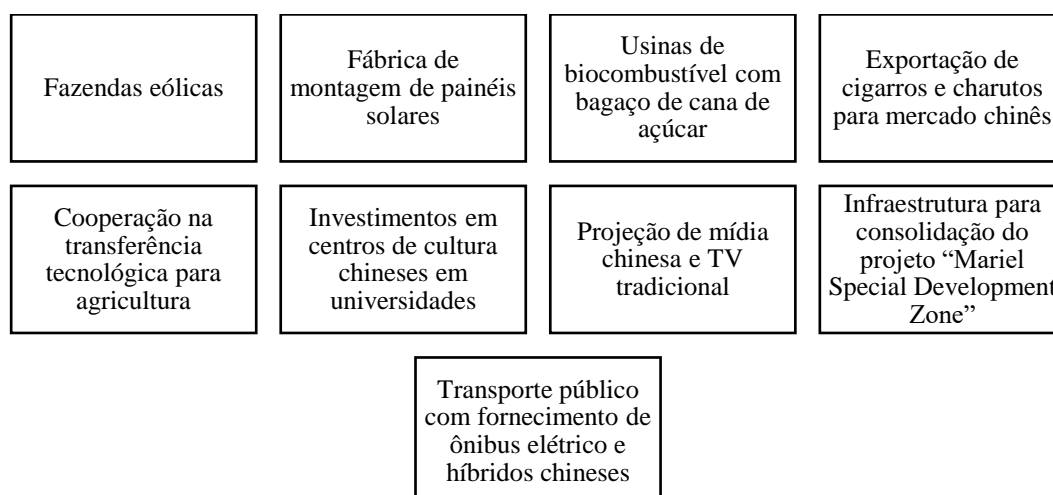 Fazendas eólicas
Fábrica de
montagem de painéis
solares
Usinas de
biocombustível com
bagaço de cana de
açúcar
Exportação de
cigarros e charutos
para mercado chinês
Cooperação na
transferência
tecnológica para
agricultura
Investimentos em
centros de cultura
chineses em
universidades
Projeção de mídia
chinesa e TV
tradicional
Infraestrutura para
consolidação do
projeto “Mariel
Special Development
Zone”
Transporte público
com fornecimento de
ônibus elétrico e
híbridos chineses